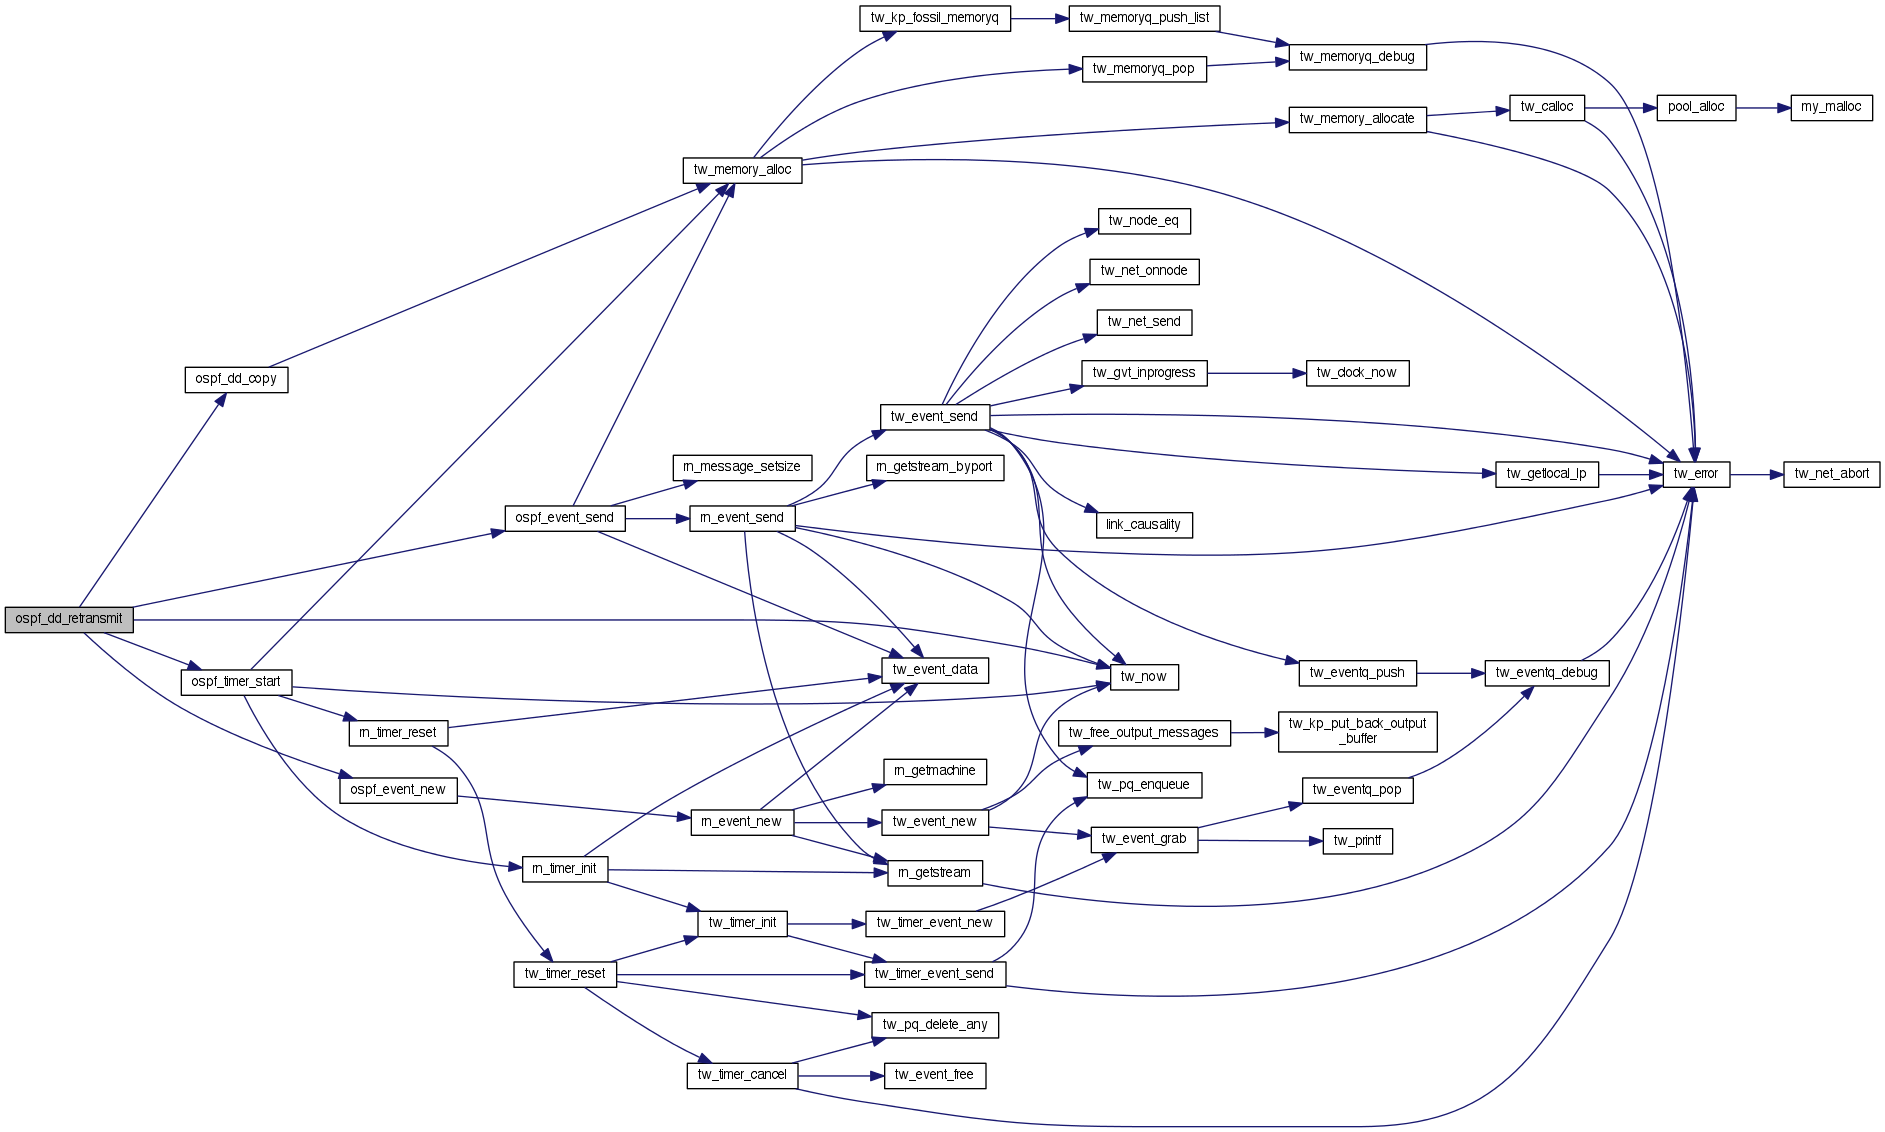 tw_kp_fossil_memoryq
tw_memoryq_push_list
tw_memoryq_debug
tw_memoryq_pop
tw_calloc
pool_alloc
my_malloc
tw_memory_allocate
tw_memory_alloc
tw_node_eq
tw_net_onnode
tw_net_send
tw_gvt_inprogress
tw_clock_now
ospf_dd_copy
tw_event_send
rn_message_setsize
rn_getstream_byport
tw_getlocal_lp
tw_error
tw_net_abort
ospf_event_send
rn_event_send
link_causality
ospf_dd_retransmit
ospf_timer_start
tw_event_data
tw_now
tw_eventq_push
tw_eventq_debug
rn_timer_reset
tw_free_output_messages
tw_kp_put_back_output
_buffer
rn_getmachine
ospf_event_new
tw_pq_enqueue
tw_eventq_pop
rn_event_new
tw_event_new
tw_event_grab
tw_printf
rn_timer_init
rn_getstream
tw_timer_init
tw_timer_event_new
tw_timer_reset
tw_timer_event_send
tw_pq_delete_any
tw_timer_cancel
tw_event_free